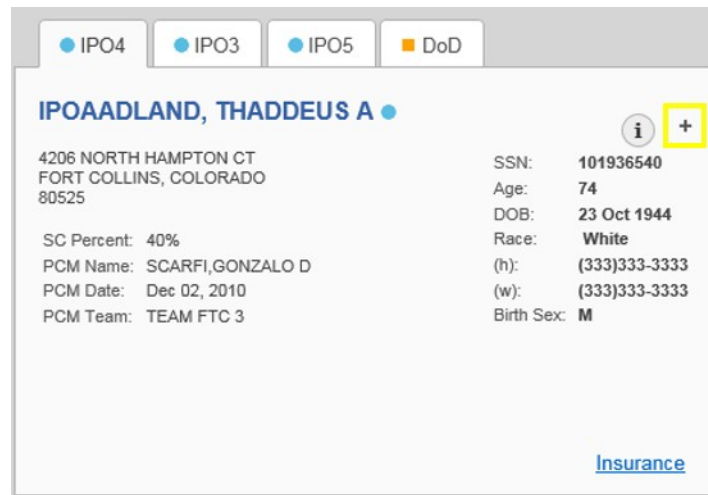 IPO4 IPO3 IPO5 DoD
IPOAADLAND, THADDEUS A
i +
4206 NORTH HAMPTON CT
FORT COLLINS, COLORADO
80525
SC Percent: 40%
PCM Name: SCARFI,GONZALO D
PCM Date: Dec 02, 2010
PCM Team: TEAM FTC 3
SSN: 101936540
Age: 74
DOB: 23 Oct 1944
Race: White
(h): (333)333-3333
(w): (333)333-3333
Birth Sex: M
Insurance